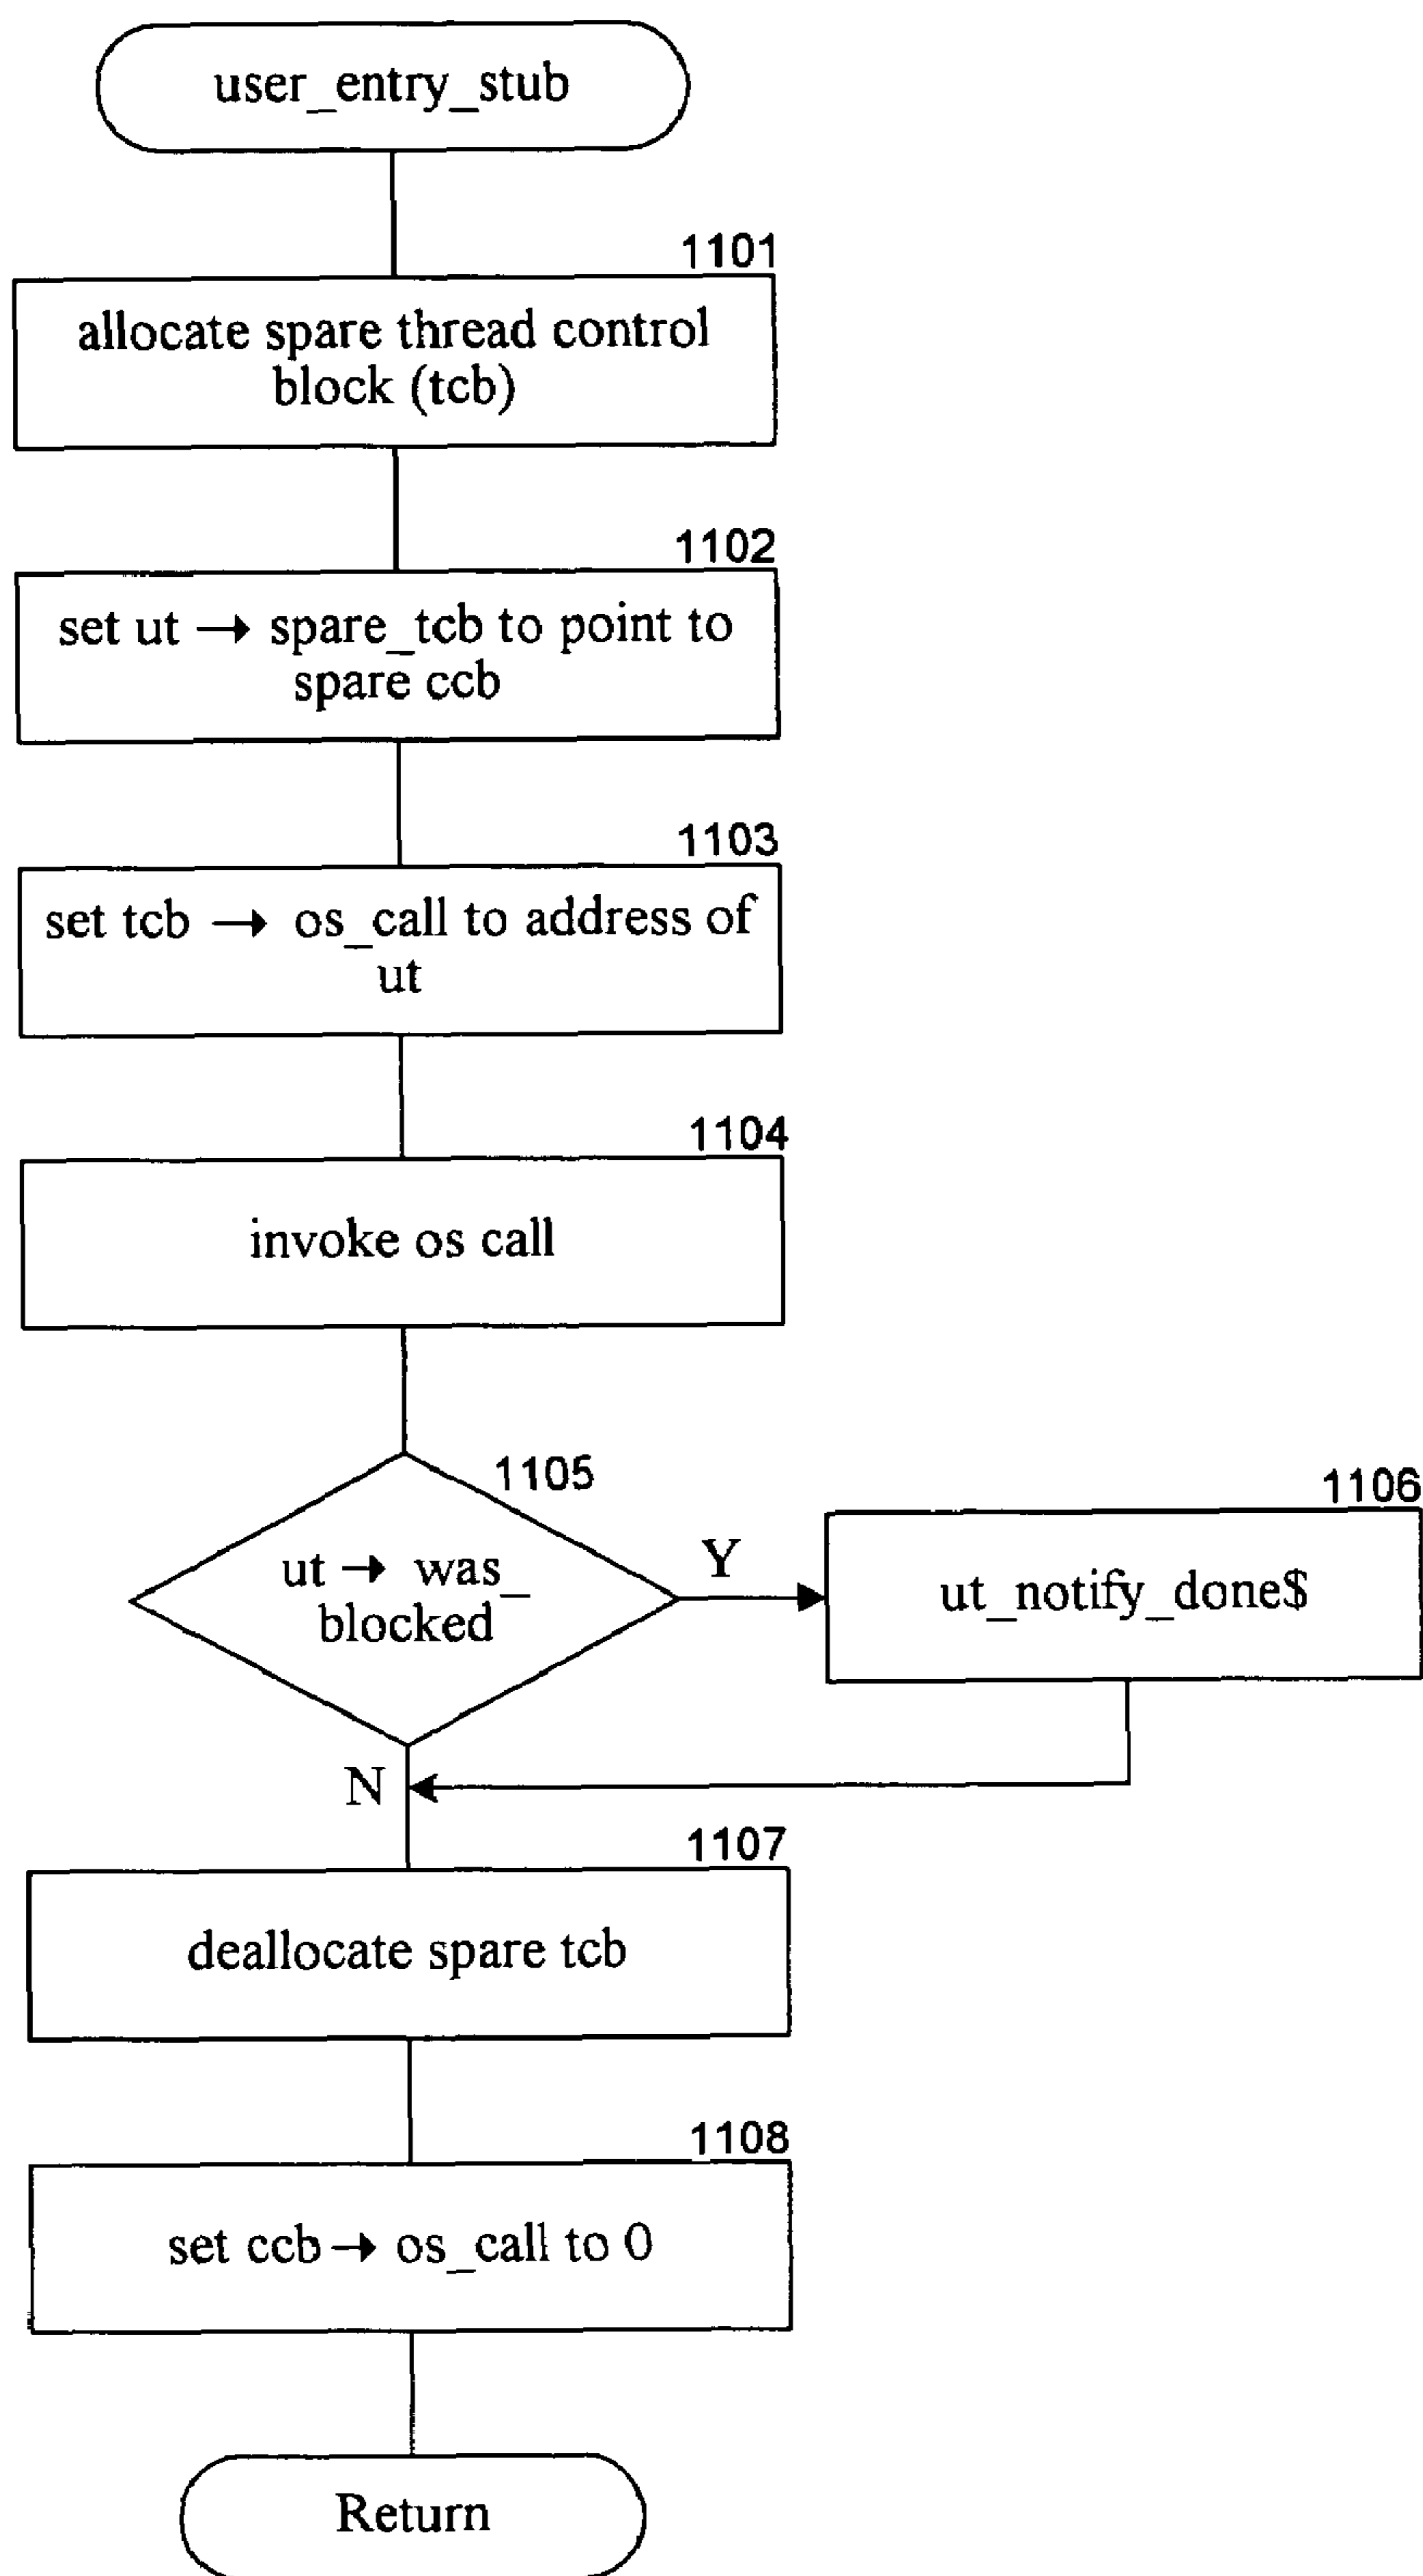 user_entry_stub
1101
allocate spare thread control
block (tcb)
1102
set ut → spare_tcb to point to
spare ccb
1103
set tcb → os_call to address of
ut
1104
invoke os call
1105
ut → was_
blocked
Y
1106
ut_notify_done$
N
1107
deallocate spare tcb
1108
set ccb → os_call to 0
Return